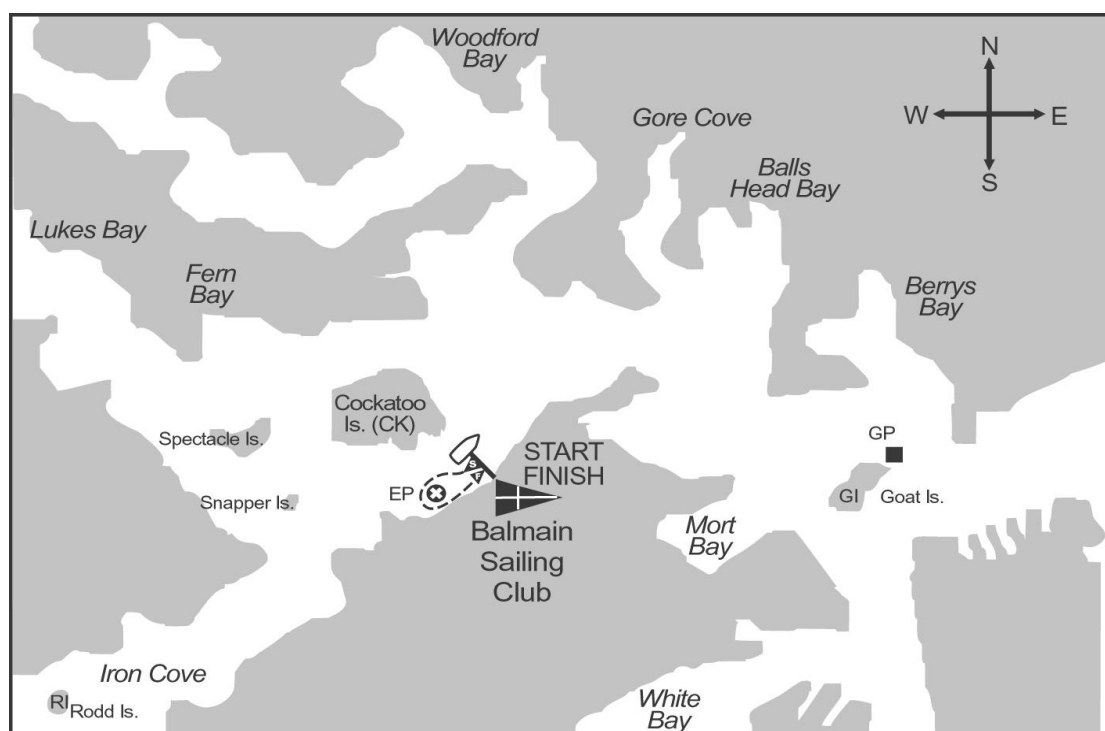 Woodford
Bay
N
W
E
S
Gore Cove
Balls
Head Bay
Lukes Bay
Fern
Bay
Berrys
Bay
Cockatoo
Is. (CK)
Spectacle Is.
START
FINISH
S
F
GP
EP
Snapper Is.
GI
Goat Is.
Balmain
Sailing
Club
Mort
Bay
Iron Cove
RI
Rodd Is.
White
Bay